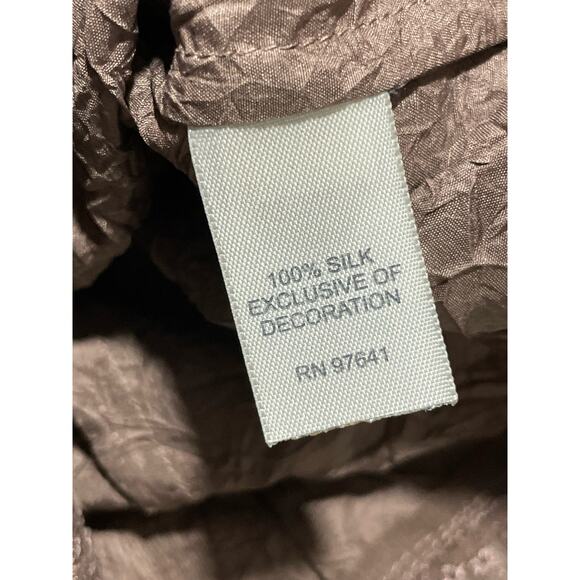 100% SILK
EXCLUSIVE OF
DECORATION
RN 97641